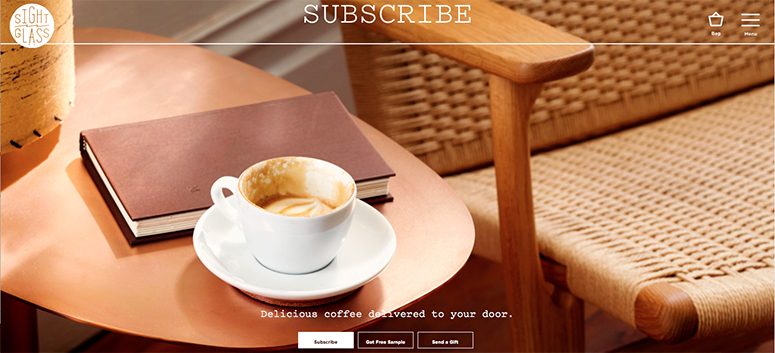 SIGHT
GLASS
SUBSCRIBE
Bag
Menu
Delicious coffee delivered to your door.
Subscribe
Get Free Sample
Send a Gift